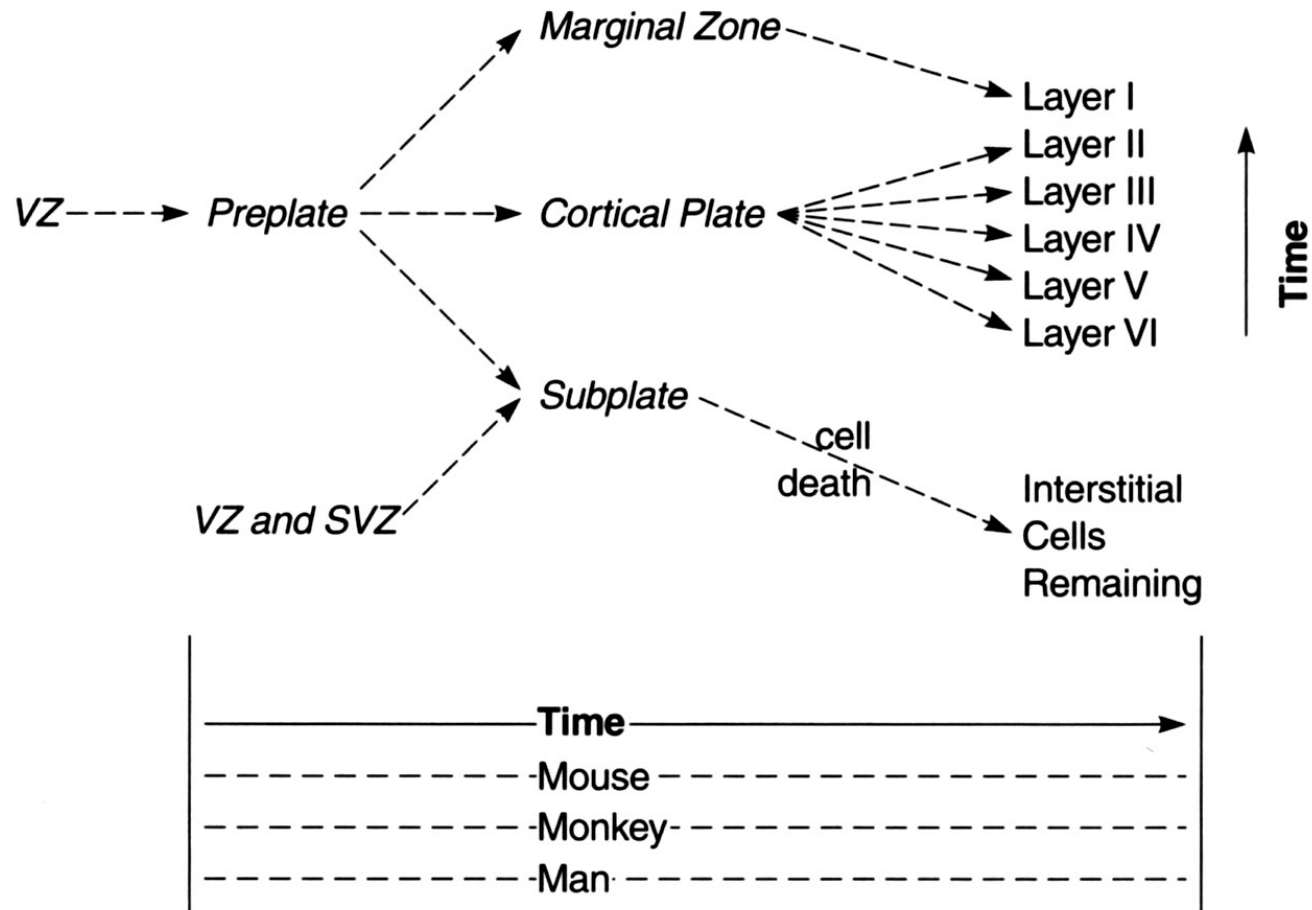 Marginal Zone
Layer I
Layer II
VZ Preplate Cortical Plate Layer III
Layer IV
Layer V
Layer VI
Time
Subplate
cell
death
VZ and SVZ
Interstitial
Cells
Remaining
Time
Mouse
Monkey
Man